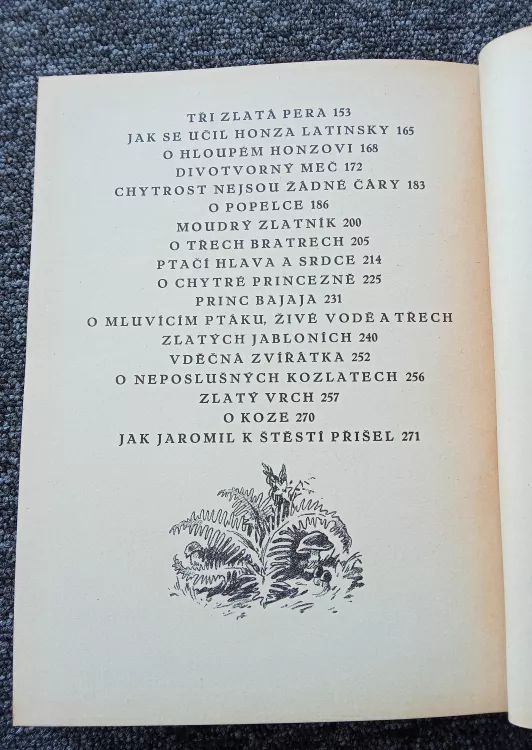 TŘI ZLATÁ PERA 153
JAK SE UČIL HONZA LATINSKY 165
O HLOUPÉM HONZOVI 168
DIVOTVORNÝ MEČ 172
CHYTROST NEJSOU ŽÁDNÉ ČÁRY 183
O POPELCE 186
MOUDRÝ ZLATNÍK 200
O TŘECH BRATRECH 205
PTAČÍ HLAVA A SRDCE 214
O CHYTRÉ PRINCEZNĚ 225
PRINC BAJAJA 231
O MLUVÍCÍM PTÁKU, ŽIVÉ VODĚ A TŘECH
ZLATÝCH JABLONÍCH 240
VDĚČNÁ ZVÍŘÁTKA 252
O NEPOSLUŠNÝCH KOZLATECH 256
ZLATÝ VRCH 257
O KOZE 270
JAK JAROMIL K ŠTĚSTÍ PŘIŠEL 271